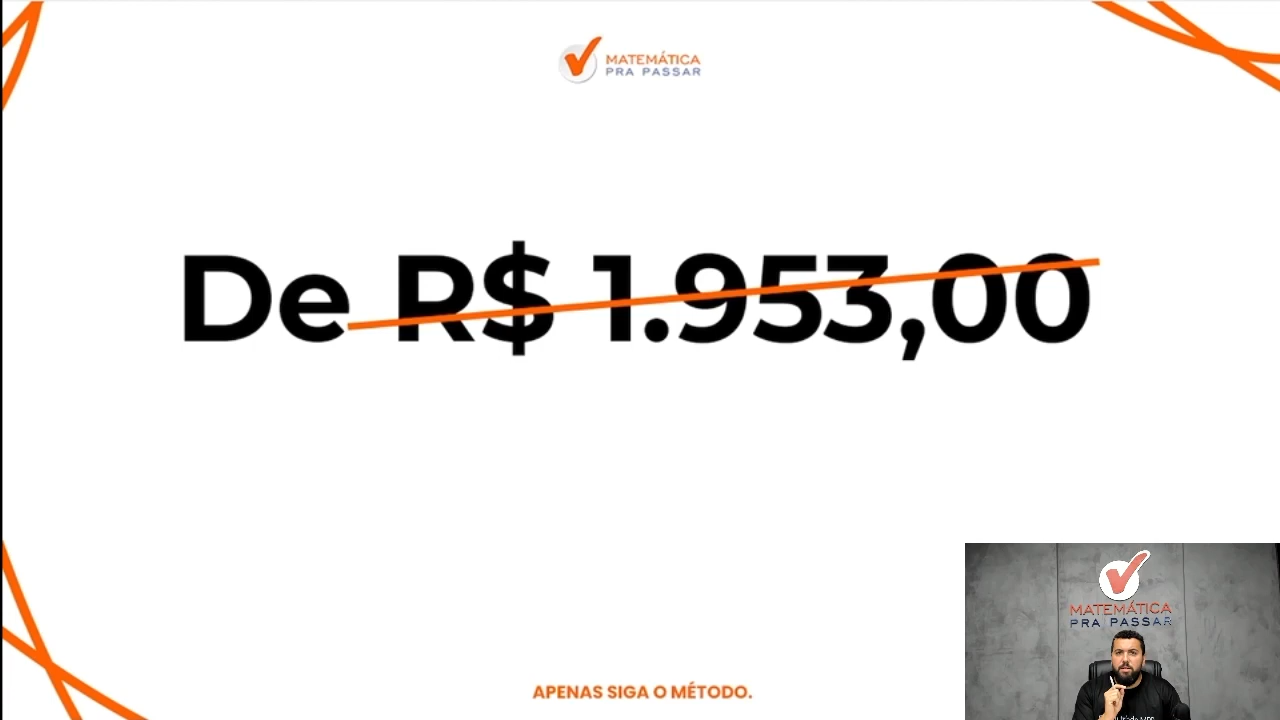 MATEMÁTICA
PRA PASSAR
De R$ 1.953,00
MATEMÁTICA
PRA PASSAR
APENAS SIGA O MÉTODO.